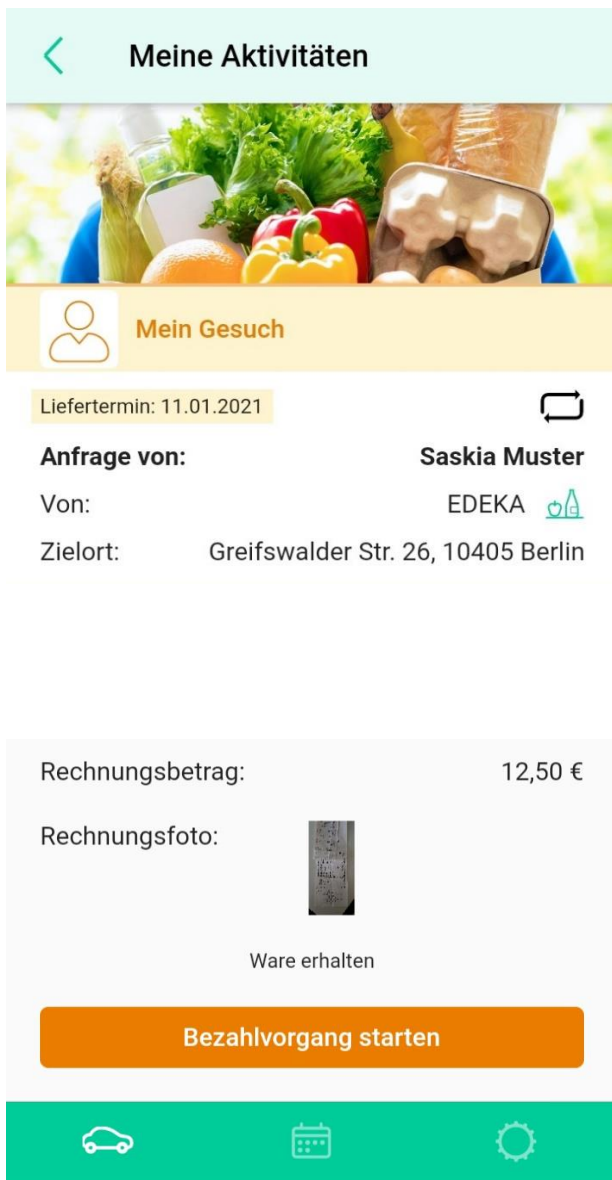 Meine Aktivitäten
Mein Gesuch
Liefertermin: 11.01.2021
Anfrage von: Saskia Muster
Von: EDEKA
Zielort: Greifswalder Str. 26, 10405 Berlin
Rechnungsbetrag: 12,50 €
Rechnungsfoto:
Ware erhalten
Bezahlvorgang starten